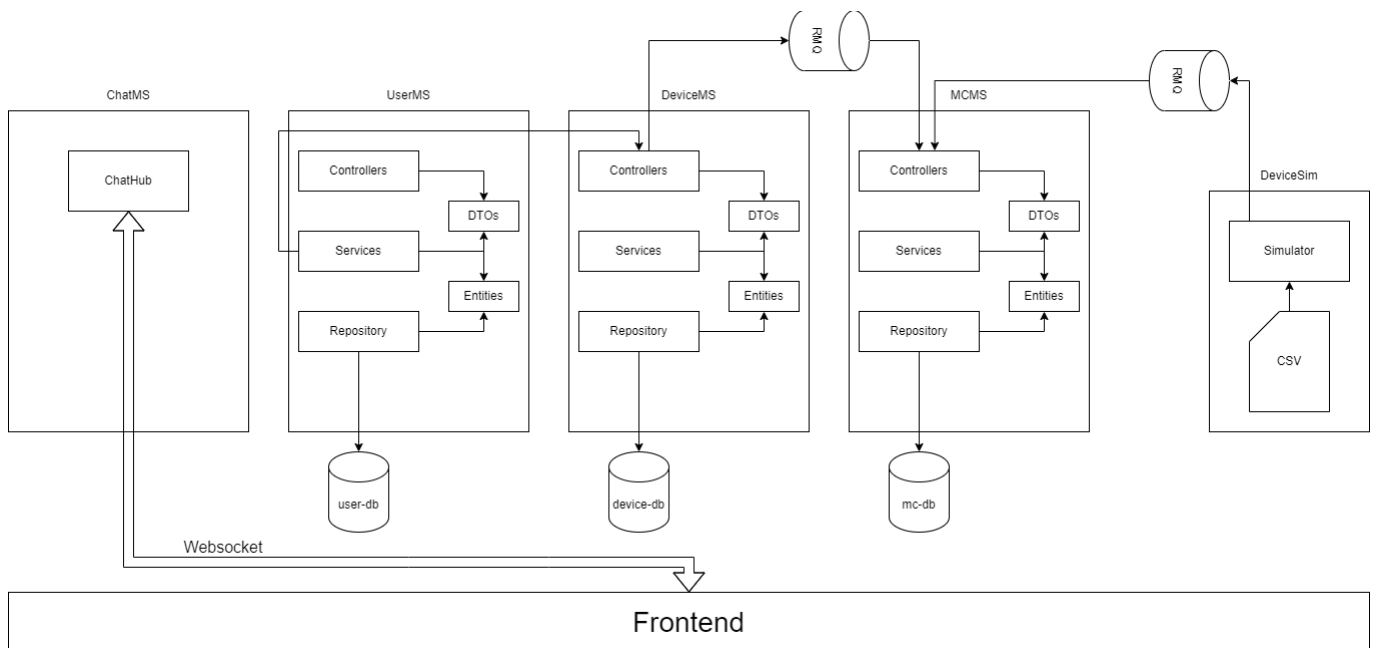 RMQ
RMQ
ChatMS
UserMS
DeviceMS
MCMS
DeviceSim
ChatHub
Controllers
DTOs
Services
Entities
Repository
Controllers
DTOs
Services
Entities
Repository
Controllers
DTOs
Services
Entities
Repository
Simulator
CSV
user-db
device-db
mc-db
Websocket
Frontend